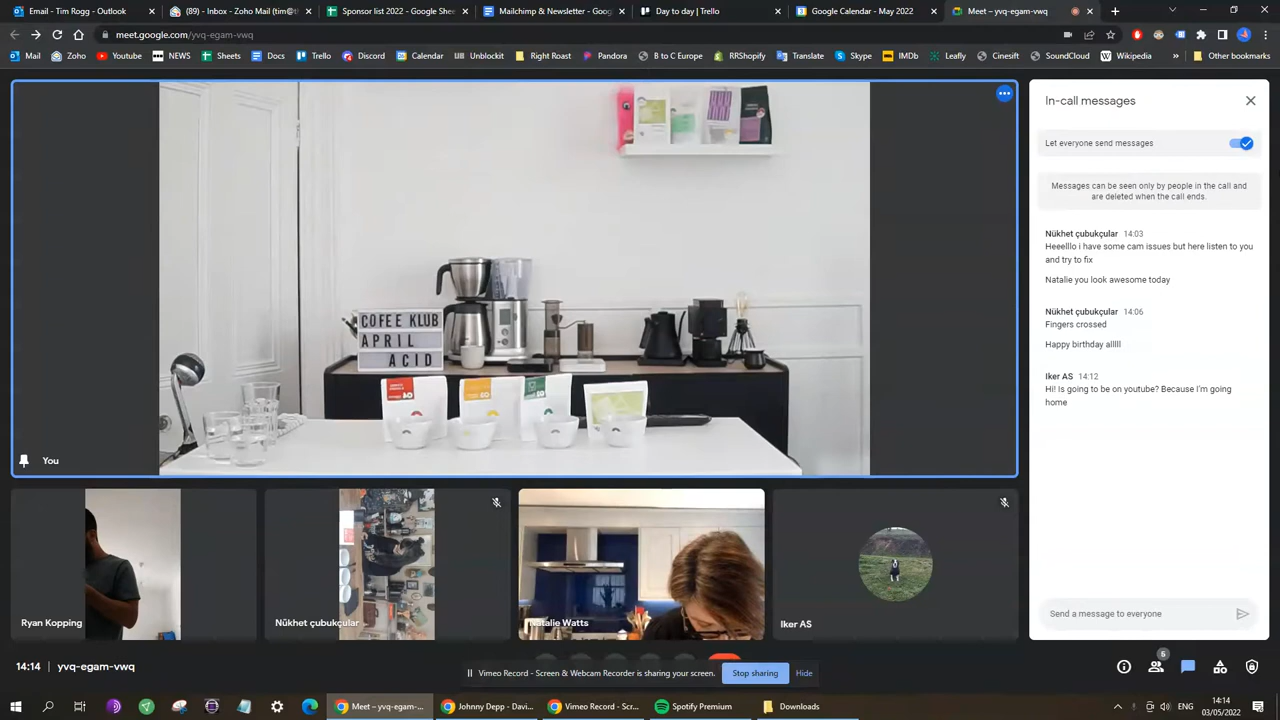 Email - Tim Rog - Outlook
(89) - Inbox - Zoho Mail (tim@t
Sponsor list 2022 - Google Shee
Mailchimp & Newsletter - Goog
Day to day | Trello
Google Calendar - May 2022
Meet – yvq-egam-vwq
meet.google.com/yvq-egam-vwq
Mail
Zoho
YouTube
NEWS
Sheets
Docs
Trello
Discord
Calendar
Unblockit
Right Roast
Pandora
B to C Europe
RRShopify
Translate
Skype
IMDb
Leafly
Cinesift
SoundCloud
Wikipedia
»
Other bookmarks
COFEE KLUB
APRIL
ACID
You
Ryan Kopping
Nükhet çubukçular
Natalie Watts
Iker AS
In-call messages
Let everyone send messages
Messages can be seen only by people in the call and
are deleted when the call ends.
Nükhet çubukçular 14:03
Heeelllo i have some cam issues but here listen to you
and try to fix
Natalie you look awesome today
Nükhet çubukçular 14:06
Fingers crossed
Happy birthday alllll
Iker AS 14:12
Hi! Is going to be on youtube? Because I'm going
home
Send a message to everyone
14:14 | yvq-egam-vwq
Vimeo Record - Screen & Webcam Recorder is sharing your screen.
Stop sharing
Hide
Meet – yvq-egam-...
Johnny Depp - Davi...
Vimeo Record - Scr...
Spotify Premium
Downloads
ENG
14:14
03/05/2022